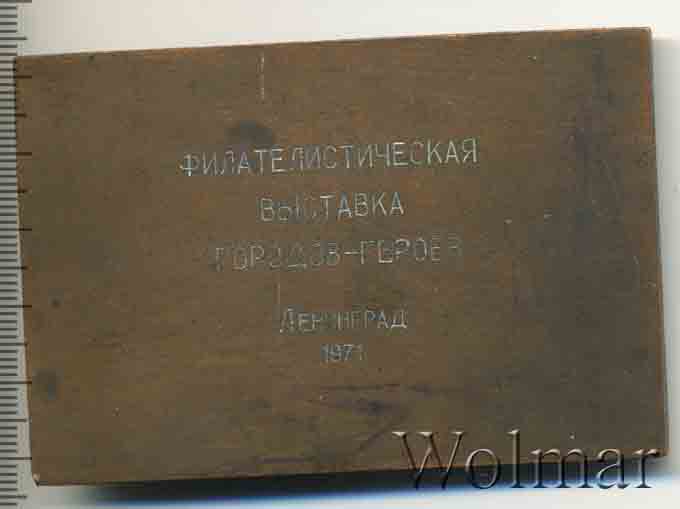 ФИЛАТЕЛИСТИЧЕСКАЯ
ВЫСТАВКА
ГОРОДОВ-ГЕРОЕВ
ЛЕНИНГРАД
1971
Wolmar